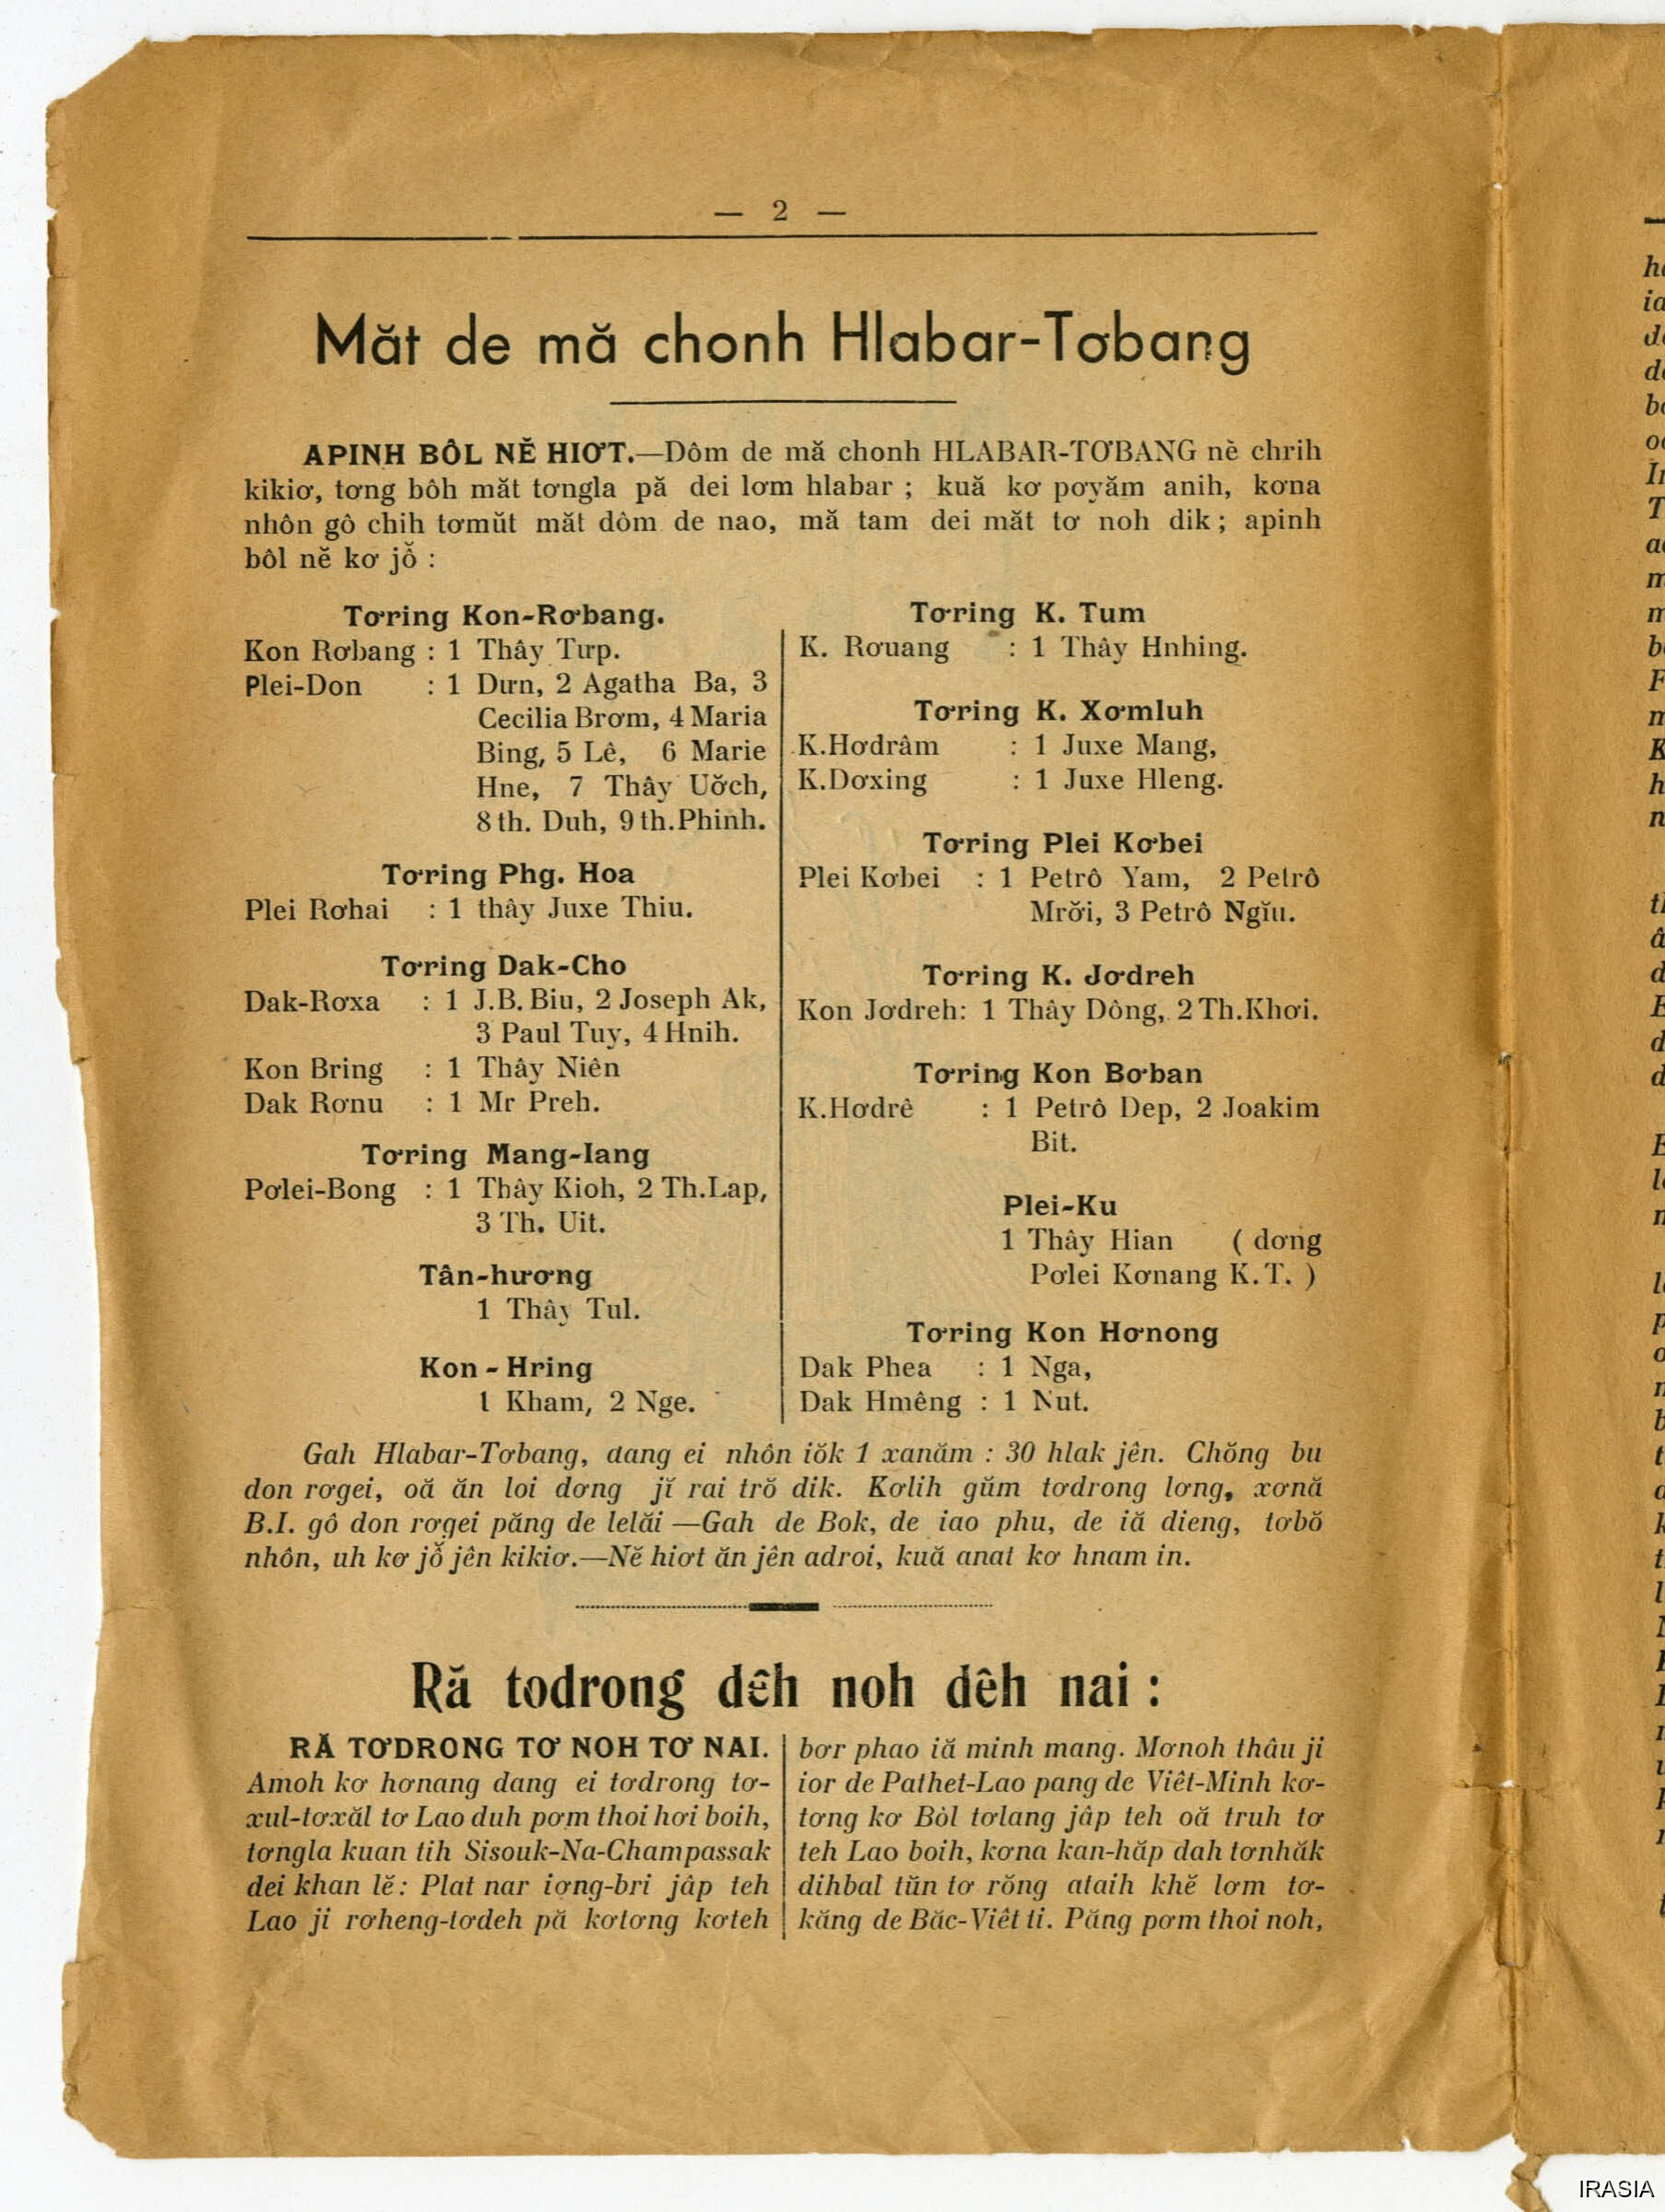 — 2 —
Măt de mă chonh Hlabar-Tơbang
APINH BÔL NĔ HIƠT.—Dôm de mă chonh HLABAR-TƠBANG nè chrih
kikiơ, tơng bôh măt tơngla pă dei lơm hlabar ; kuă kơ pơyăm anih, kơna
nhôn gô chih tơmŭt măt dôm de nao, mă tam dei măt tơ noh dik ; apinh
bôl nĕ kơ jỗ :
Tơring Kon-Rơbang.
Kon Rơbang : 1 Thây Tưp.
Plei-Don : 1 Dưn, 2 Agatha Ba, 3
Cecilia Brơm, 4 Maria
Bing, 5 Lê, 6 Marie
Hne, 7 Thây Uơ̆ch,
8 th. Duh, 9 th. Phinh.
Tơring Phg. Hoa
Plei Rơhai : 1 thây Juxe Thiu.
Tơring Dak-Cho
Dak-Rơxa : 1 J.B. Biu, 2 Joseph Ak,
3 Paul Tuy, 4 Hnih.
Kon Bring : 1 Thây Niên
Dak Rơnu : 1 Mr Preh.
Tơring Mang-Iang
Pơlei-Bong : 1 Thây Kioh, 2 Th.Lap,
3 Th. Uit.
Tân-hương
1 Thây Tul.
Kon - Hring
1 Kham, 2 Nge.
Tơring K. Tum
K. Rơuang : 1 Thây Hnhing.
Tơring K. Xơmluh
K.Hơdrâm : 1 Juxe Mang,
K.Dơxing : 1 Juxe Hleng.
Tơring Plei Kơbei
Plei Kơbei : 1 Petrô Yam, 2 Petrô
Mrơ̆i, 3 Petrô Ngĭu.
Tơring K. Jơdreh
Kon Jơdreh: 1 Thây Dông, 2 Th.Khơi.
Tơring Kon Bơban
K.Hơdrê : 1 Petrô Dep, 2 Joakim
Bit.
Plei-Ku
1 Thây Hian ( dơng
Pơlei Kơnang K.T. )
Tơring Kon Hơnong
Dak Phea : 1 Nga,
Dak Hmêng : 1 Nut.
Gah Hlabar-Tơbang, dang ei nhôn iŏk 1 xanăm : 30 hlak jên. Chŏng bu
don rơgei, oă ăn loi dơng jĭ rai trŏ dik. Kơlih gŭm tơdrong lơng, xơnă
B.I. gô don rơgei păng de lelăi —Gah de Bok, de iao phu, de iă dieng, tơbŏ
nhôn, uh kơ jỗ jên kikiơ.—Nĕ hiơt ăn jên adroi, kuă anat kơ hnam in.
Ră todrong dêh noh dêh nai :
RĂ TƠDRONG TƠ NOH TƠ NAI.
Amoh kơ hơnang dang ei tơdrong tơ-
xul-tơxăl tơ Lao duh pơm thoi hơi boih,
tơngla kuan tih Sisouk-Na-Champassak
dei khan lĕ: Plat nar iơng-bri jâp teh
Lao ji rơheng-tơdeh pă kơtơng kơteh
bơr phao iă minh mang. Mơnoh thâu ji
ior de Pathet-Lao pang de Viêt-Minh kơ-
tơng kơ Bôl tơlang jâp teh oă truh tơ
teh Lao boih, kơna kan-hăp dah tơnhăk
dihbal tŭn tơ rŏng ataih khĕ lơm tơ-
kăng de Băc-Viêt ti. Păng pơm thoi noh,
IRASIA